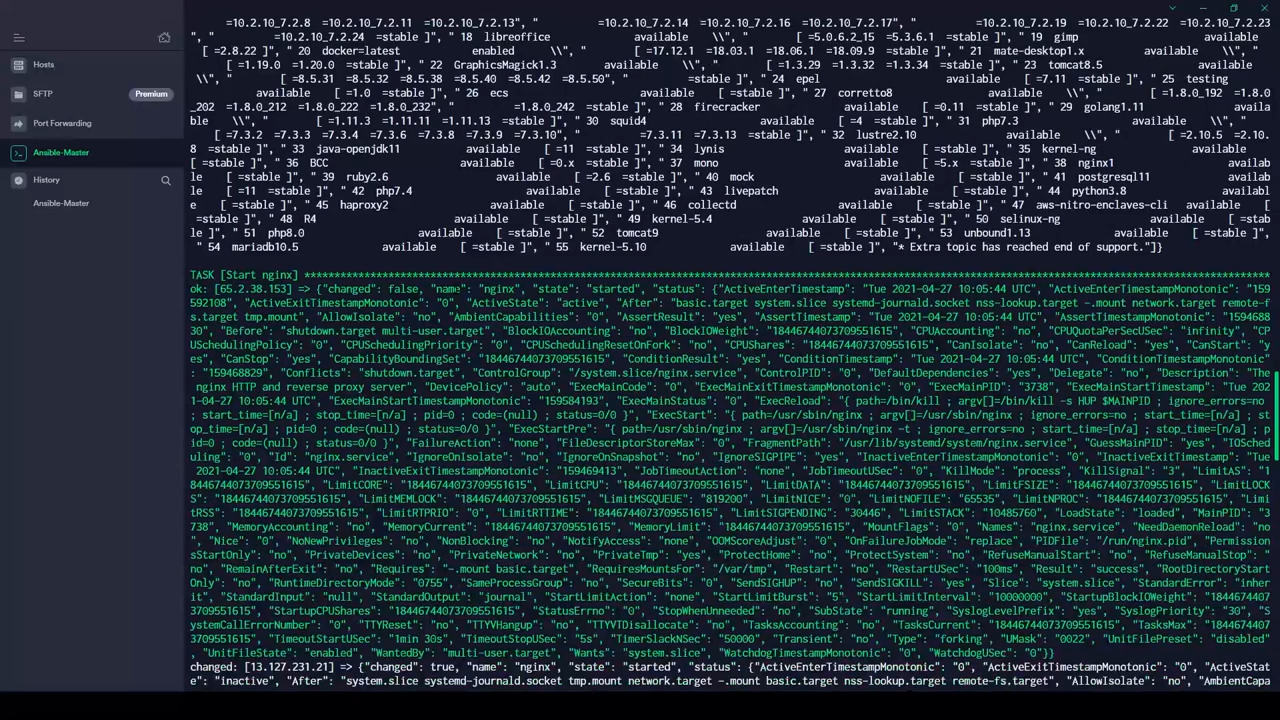 Hosts
SFTP Premium
Port Forwarding
Ansible-Master
History
Ansible-Master
=10.2.10_7.2.8 =10.2.10_7.2.11 =10.2.10_7.2.13", " =10.2.10_7.2.14 =10.2.10_7.2.16 =10.2.10_7.2.17", " =10.2.10_7.2.19 =10.2.10_7.2.22 =10.2.10_7.2.23
", " =10.2.10_7.2.24 =stable ]", " 18 libreoffice available \\", " [ =5.0.6.2_15 =5.3.6.1 =stable ]", " 19 gimp available
[ =2.8.22 ]", " 20 docker=latest enabled \\", " [ =17.12.1 =18.03.1 =18.06.1 =18.09.9 =stable ]", " 21 mate-desktop1.x available \\", "
[ =1.19.0 =1.20.0 =stable ]", " 22 GraphicsMagick1.3 available \\", " [ =1.3.29 =1.3.32 =1.3.34 =stable ]", " 23 tomcat8.5 available
\\", " [ =8.5.31 =8.5.32 =8.5.38 =8.5.40 =8.5.42 =8.5.50", " =stable ]", " 24 epel available [ =7.11 =stable ]", " 25 testing
available [ =1.0 =stable ]", " 26 ecs available [ =stable ]", " 27 corretto8 available \\", " [ =1.8.0_192 =1.8.0
_202 =1.8.0_212 =1.8.0_222 =1.8.0_232", " =1.8.0_242 =stable ]", " 28 firecracker available [ =0.11 =stable ]", " 29 golang1.11 availa
ble \\", " [ =1.11.3 =1.11.11 =1.11.13 =stable ]", " 30 squid4 available [ =4 =stable ]", " 31 php7.3 available \\", " [
=7.3.2 =7.3.3 =7.3.4 =7.3.6 =7.3.8 =7.3.9 =7.3.10", " =7.3.11 =7.3.13 =stable ]", " 32 lustre2.10 available \\", " [ =2.10.5 =2.10.
8 =stable ]", " 33 java-openjdk11 available [ =11 =stable ]", " 34 lynis available [ =stable ]", " 35 kernel-ng available
[ =stable ]", " 36 BCC available [ =0.x =stable ]", " 37 mono available [ =5.x =stable ]", " 38 nginx1 availab
le [ =stable ]", " 39 ruby2.6 available [ =2.6 =stable ]", " 40 mock available [ =stable ]", " 41 postgresql11 availab
le [ =11 =stable ]", " 42 php7.4 available [ =stable ]", " 43 livepatch available [ =stable ]", " 44 python3.8 availabl
e [ =stable ]", " 45 haproxy2 available [ =stable ]", " 46 collectd available [ =stable ]", " 47 aws-nitro-enclaves-cli available [
=stable ]", " 48 R4 available [ =stable ]", " 49 kernel-5.4 available [ =stable ]", " 50 selinux-ng availab
le [ =stable ]", " 51 php8.0 available [ =stable ]", " 52 tomcat9 available [ =stable ]", " 53 unbound1.13 available [ =stable ]",
" 54 mariadb10.5 available [ =stable ]", " 55 kernel-5.10 available [ =stable ]", "* Extra topic has reached end of support."]}
TASK [Start nginx] ****
ok: [65.2.38.153] => {"changed": false, "name": "nginx", "state": "started", "status": {"ActiveEnterTimestamp": "Tue 2021-04-27 10:05:44 UTC", "ActiveEnterTimestampMonotonic": "159
592108", "ActiveExitTimestampMonotonic": "0", "ActiveState": "active", "After": "basic.target system.slice systemd-journald.socket nss-lookup.target -.mount network.target remote-f
s.target tmp.mount", "AllowIsolate": "no", "AmbientCapabilities": "0", "AssertResult": "yes", "AssertTimestamp": "Tue 2021-04-27 10:05:44 UTC", "AssertTimestampMonotonic": "1594688
30", "Before": "shutdown.target multi-user.target", "BlockIOAccounting": "no", "BlockIOWeight": "18446744073709551615", "CPUAccounting": "no", "CPUQuotaPerSecUSec": "infinity", "CP
USchedulingPolicy": "0", "CPUSchedulingPriority": "0", "CPUSchedulingResetOnFork": "no", "CPUShares": "18446744073709551615", "CanIsolate": "no", "CanReload": "yes", "CanStart": "y
es", "CanStop": "yes", "CapabilityBoundingSet": "18446744073709551615", "ConditionResult": "yes", "ConditionTimestamp": "Tue 2021-04-27 10:05:44 UTC", "ConditionTimestampMonotonic"
: "159468829", "Conflicts": "shutdown.target", "ControlGroup": "/system.slice/nginx.service", "ControlPID": "0", "DefaultDependencies": "yes", "Delegate": "no", "Description": "The
nginx HTTP and reverse proxy server", "DevicePolicy": "auto", "ExecMainCode": "0", "ExecMainExitTimestampMonotonic": "0", "ExecMainPID": "3738", "ExecMainStartTimestamp": "Tue 202
1-04-27 10:05:44 UTC", "ExecMainStartTimestampMonotonic": "159584193", "ExecMainStatus": "0", "ExecReload": "{ path=/bin/kill ; argv[]=/bin/kill -s HUP $MAINPID ; ignore_errors=no
; start_time=[n/a] ; stop_time=[n/a] ; pid=0 ; code=(null) ; status=0/0 }", "ExecStart": "{ path=/usr/sbin/nginx ; argv[]=/usr/sbin/nginx ; ignore_errors=no ; start_time=[n/a] ; st
op_time=[n/a] ; pid=0 ; code=(null) ; status=0/0 }", "ExecStartPre": "{ path=/usr/sbin/nginx ; argv[]=/usr/sbin/nginx -t ; ignore_errors=no ; start_time=[n/a] ; stop_time=[n/a] ; p
id=0 ; code=(null) ; status=0/0 }", "FailureAction": "none", "FileDescriptorStoreMax": "0", "FragmentPath": "/usr/lib/systemd/system/nginx.service", "GuessMainPID": "yes", "IOSched
uling": "0", "Id": "nginx.service", "IgnoreOnIsolate": "no", "IgnoreOnSnapshot": "no", "IgnoreSIGPIPE": "yes", "InactiveEnterTimestampMonotonic": "0", "InactiveExitTimestamp": "Tue
2021-04-27 10:05:44 UTC", "InactiveExitTimestampMonotonic": "159469413", "JobTimeoutAction": "none", "JobTimeoutUSec": "0", "KillMode": "process", "KillSignal": "3", "LimitAS": "1
8446744073709551615", "LimitCORE": "18446744073709551615", "LimitCPU": "18446744073709551615", "LimitDATA": "18446744073709551615", "LimitFSIZE": "18446744073709551615", "LimitLOCK
S": "18446744073709551615", "LimitMEMLOCK": "18446744073709551615", "LimitMSGQUEUE": "819200", "LimitNICE": "0", "LimitNOFILE": "65535", "LimitNPROC": "18446744073709551615", "Limi
tRSS": "18446744073709551615", "LimitRTPRIO": "0", "LimitRTTIME": "18446744073709551615", "LimitSIGPENDING": "30446", "LimitSTACK": "10485760", "LoadState": "loaded", "MainPID": "3
738", "MemoryAccounting": "no", "MemoryCurrent": "18446744073709551615", "MemoryLimit": "18446744073709551615", "MountFlags": "0", "Names": "nginx.service", "NeedDaemonReload": "no
", "Nice": "0", "NoNewPrivileges": "no", "NonBlocking": "no", "NotifyAccess": "none", "OOMScoreAdjust": "0", "OnFailureJobMode": "replace", "PIDFile": "/run/nginx.pid", "Permission
sStartOnly": "no", "PrivateDevices": "no", "PrivateNetwork": "no", "PrivateTmp": "yes", "ProtectHome": "no", "ProtectSystem": "no", "RefuseManualStart": "no", "RefuseManualStop": "
no", "RemainAfterExit": "no", "Requires": "-.mount basic.target", "RequiresMountsFor": "/var/tmp", "Restart": "no", "RestartUSec": "100ms", "Result": "success", "RootDirectoryStart
Only": "no", "RuntimeDirectoryMode": "0755", "SameProcessGroup": "no", "SecureBits": "0", "SendSIGHUP": "no", "SendSIGKILL": "yes", "Slice": "system.slice", "StandardError": "inher
it", "StandardInput": "null", "StandardOutput": "journal", "StartLimitAction": "none", "StartLimitBurst": "5", "StartLimitInterval": "10000000", "StartupBlockIOWeight": "1844674407
3709551615", "StartupCPUShares": "18446744073709551615", "StatusErrno": "0", "StopWhenUnneeded": "no", "SubState": "running", "SyslogLevelPrefix": "yes", "SyslogPriority": "30", "S
ystemCallErrorNumber": "0", "TTYReset": "no", "TTYVHangup": "no", "TTYVTDisallocate": "no", "TasksAccounting": "no", "TasksCurrent": "18446744073709551615", "TasksMax": "1844674407
3709551615", "TimeoutStartUSec": "1min 30s", "TimeoutStopUSec": "5s", "TimerSlackNSec": "50000", "Transient": "no", "Type": "forking", "UMask": "0022", "UnitFilePreset": "disabled"
, "UnitFileState": "enabled", "WantedBy": "multi-user.target", "Wants": "system.slice", "WatchdogTimestampMonotonic": "0", "WatchdogUSec": "0"}}
changed: [13.127.231.21] => {"changed": true, "name": "nginx", "state": "started", "status": {"ActiveEnterTimestampMonotonic": "0", "ActiveExitTimestampMonotonic": "0", "ActiveStat
e": "inactive", "After": "system.slice systemd-journald.socket tmp.mount network.target -.mount basic.target nss-lookup.target remote-fs.target", "AllowIsolate": "no", "AmbientCapa